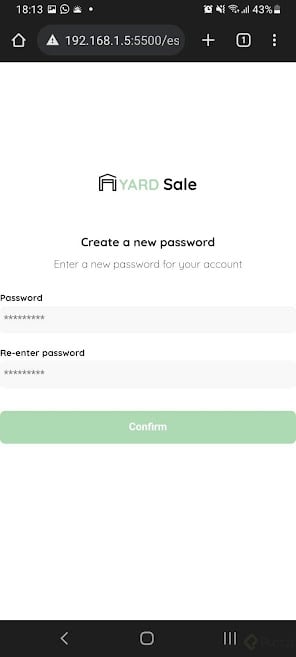 18:13
43%
192.168.1.5:5500/es
1
YARD Sale
Create a new password
Enter a new password for your account
Password
*********
Re-enter password
*********
Confirm